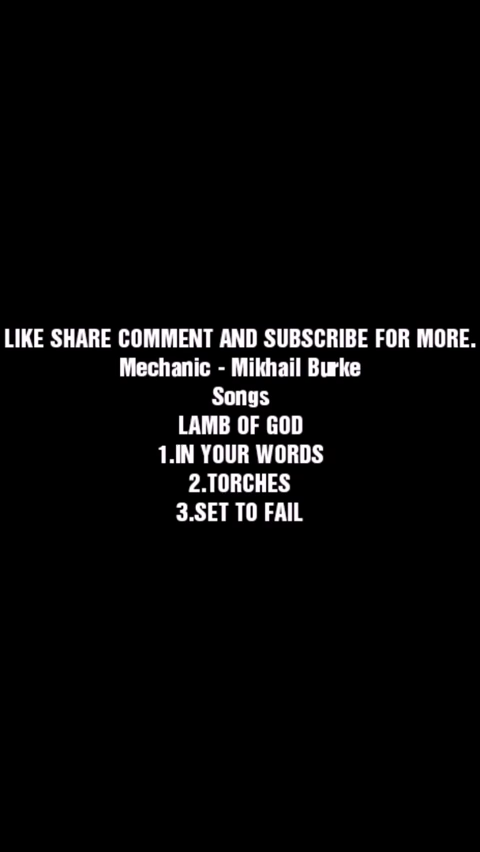 LIKE SHARE COMMENT AND SUBSCRIBE FOR MORE.
Mechanic - Mikhail Burke
Songs
LAMB OF GOD
1.IN YOUR WORDS
2.TORCHES
3.SET TO FAIL